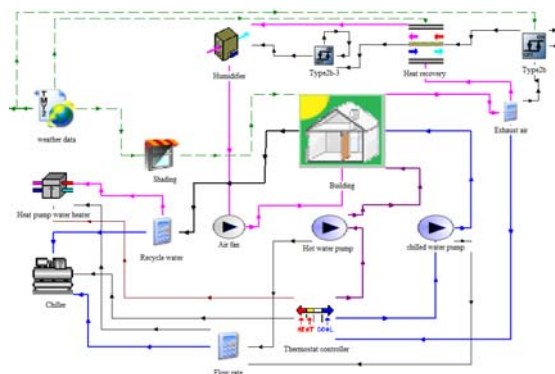 Humidifier
Type2b-3
Heat recovery
Type2b
TMY2
weather data
Exhaust air
Shading
Building
Heat pump water heater
Recycle water
Air fan
Hot water pump
chilled water pump
Chiller
HEAT COOL
Thermostat controller
Flow rate